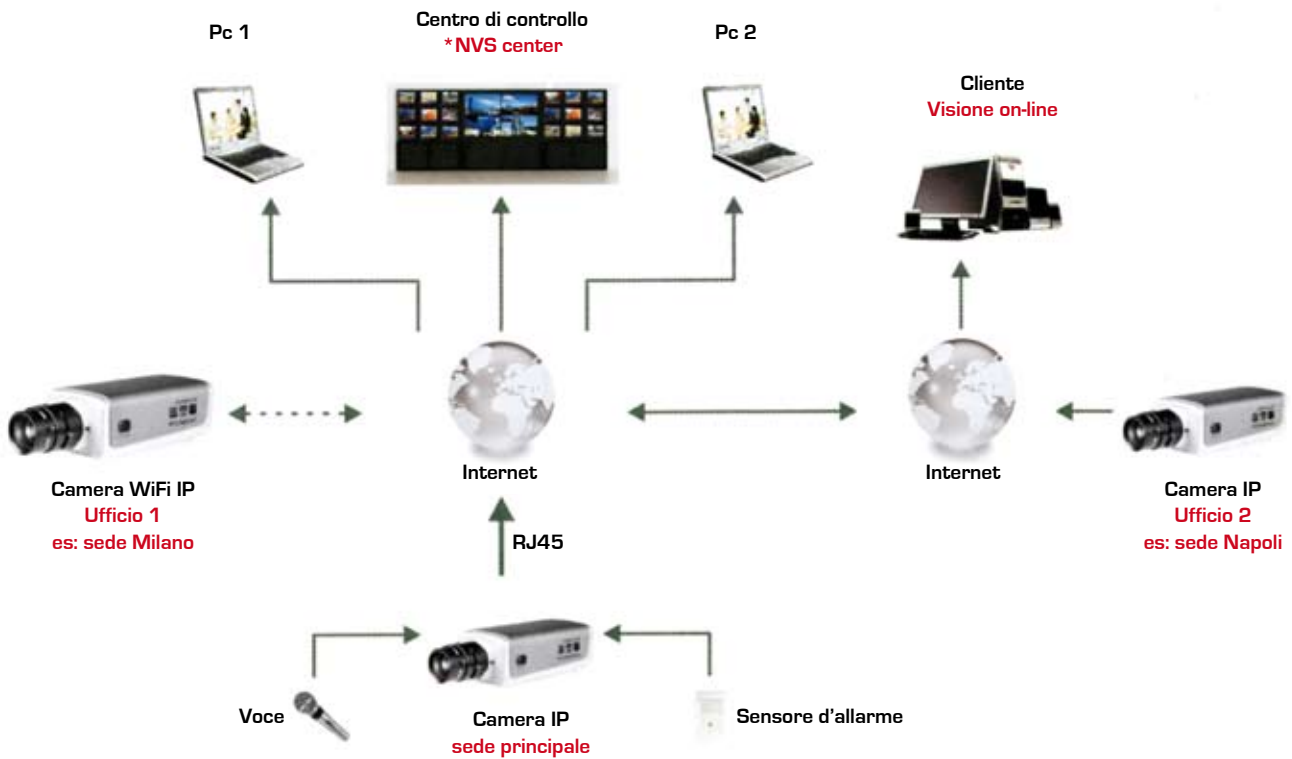 Pc 1
Centro di controllo
*NVS center
Pc 2
Cliente
Visione on-line
Internet
Internet
Camera WiFi IP
Ufficio 1
es: sede Milano
Camera IP
Ufficio 2
es: sede Napoli
RJ45
Voce
Camera IP
sede principale
Sensore d'allarme